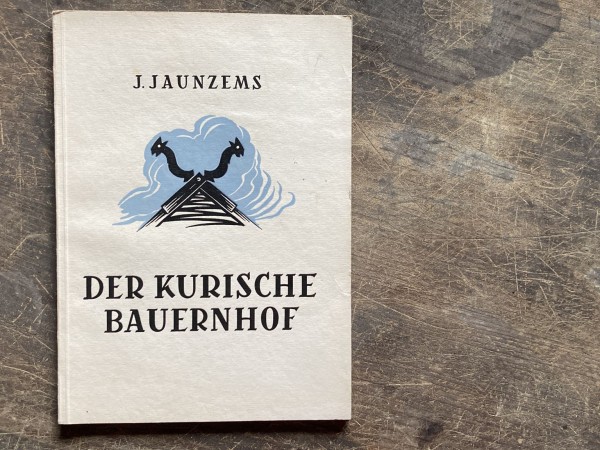 J. JAUNZEMS
DER KURISCHE
BAUERNHOF